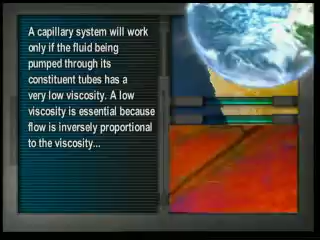 A capillary system will work
only if the fluid being
pumped through its
constituent tubes has a
very low viscosity. A low
viscosity is essential because
flow is inversely proportional
to the viscosity...